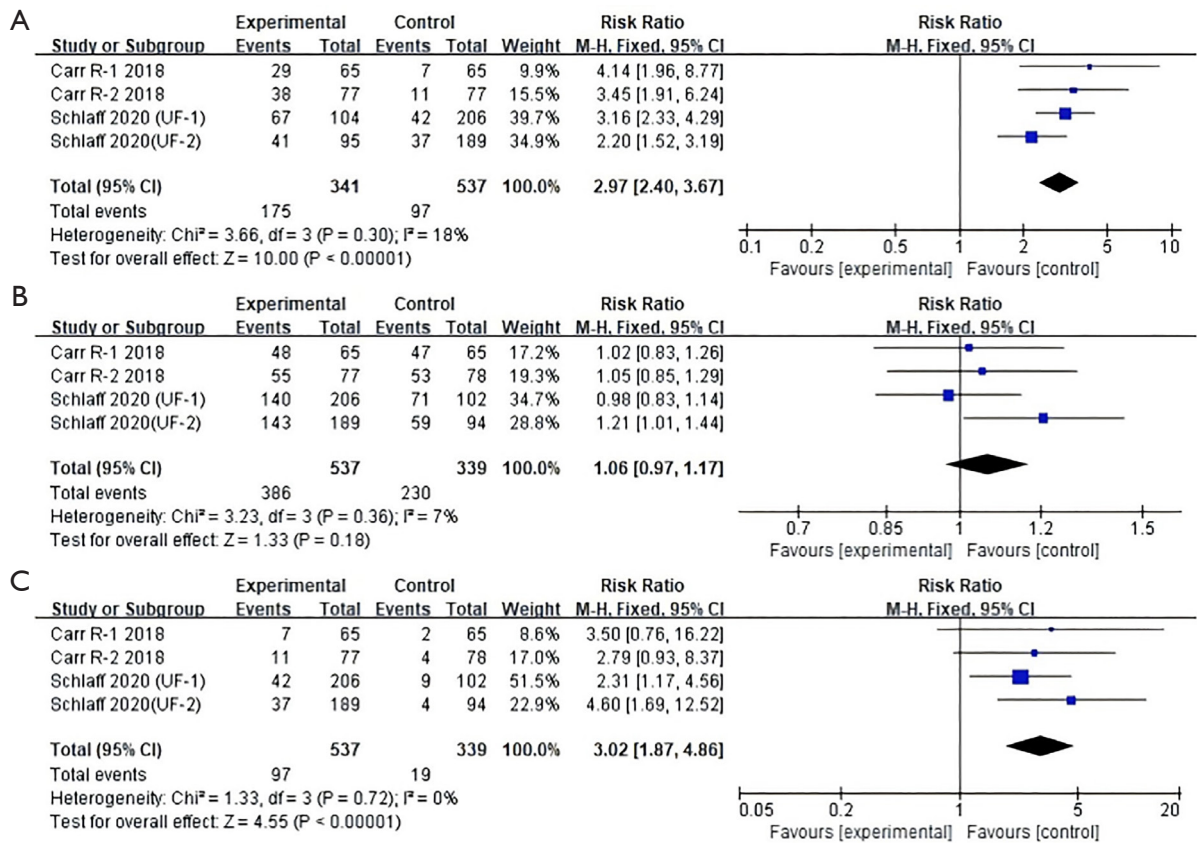 A
Experimental Control Risk Ratio Risk Ratio
Study or Subgroup Events Total Events Total Weight M-H, Fixed, 95% CI M-H, Fixed, 95% CI
Carr R-1 2018 29 65 7 65 9.9% 4.14 [1.96, 8.77]
Carr R-2 2018 38 77 11 77 15.5% 3.45 [1.91, 6.24]
Schlaff 2020 (UF-1) 67 104 42 206 39.7% 3.16 [2.33, 4.29]
Schlaff 2020(UF-2) 41 95 37 189 34.9% 2.20 [1.52, 3.19]
Total (95% CI) 341 537 100.0% 2.97 [2.40, 3.67]
Total events 175 97
Heterogeneity: Chi² = 3.66, df = 3 (P = 0.30); I² = 18%
Test for overall effect: Z = 10.00 (P < 0.00001)
0.1 0.2 0.5 1 2 5 10
Favours [experimental] Favours [control]
B
Experimental Control Risk Ratio Risk Ratio
Study or Subgroup Events Total Events Total Weight M-H, Fixed, 95% CI M-H, Fixed, 95% CI
Carr R-1 2018 48 65 47 65 17.2% 1.02 [0.83, 1.26]
Carr R-2 2018 55 77 53 78 19.3% 1.05 [0.85, 1.29]
Schlaff 2020 (UF-1) 140 206 71 102 34.7% 0.98 [0.83, 1.14]
Schlaff 2020(UF-2) 143 189 59 94 28.8% 1.21 [1.01, 1.44]
Total (95% CI) 537 339 100.0% 1.06 [0.97, 1.17]
Total events 386 230
Heterogeneity: Chi² = 3.23, df = 3 (P = 0.36); I² = 7%
Test for overall effect: Z = 1.33 (P = 0.18)
0.7 0.85 1 1.2 1.5
Favours [experimental] Favours [control]
C
Experimental Control Risk Ratio Risk Ratio
Study or Subgroup Events Total Events Total Weight M-H, Fixed, 95% CI M-H, Fixed, 95% CI
Carr R-1 2018 7 65 2 65 8.6% 3.50 [0.76, 16.22]
Carr R-2 2018 11 77 4 78 17.0% 2.79 [0.93, 8.37]
Schlaff 2020 (UF-1) 42 206 9 102 51.5% 2.31 [1.17, 4.56]
Schlaff 2020(UF-2) 37 189 4 94 22.9% 4.60 [1.69, 12.52]
Total (95% CI) 537 339 100.0% 3.02 [1.87, 4.86]
Total events 97 19
Heterogeneity: Chi² = 1.33, df = 3 (P = 0.72); I² = 0%
Test for overall effect: Z = 4.55 (P < 0.00001)
0.05 0.2 1 5 20
Favours [experimental] Favours [control]